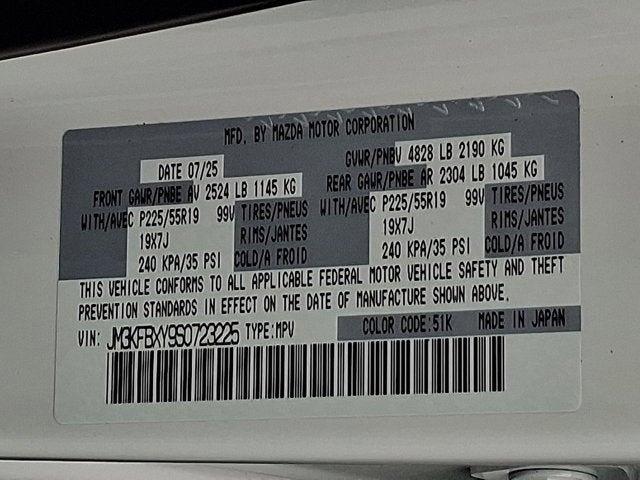 MFD. BY MAZDA MOTOR CORPORATION
DATE 07/25 GVWR/PNBV 4828 LB 2190 KG
FRONT GAWR/PNBE AV 2524 LB 1145 KG REAR GAWR/PNBE AR 2304 LB 1045 KG
WITH/AVEC P225/55R19 99V TIRES/PNEUS WITH/AVEC P225/55R19 99V TIRES/PNEUS
19X7J RIMS/JANTES 19X7J RIMS/JANTES
240 KPA/35 PSI COLD/A FROID 240 KPA/35 PSI COLD/A FROID
THIS VEHICLE CONFORMS TO ALL APPLICABLE FEDERAL MOTOR VEHICLE SAFETY AND THEFT
PREVENTION STANDARDS IN EFFECT ON THE DATE OF MANUFACTURE SHOWN ABOVE.
VIN: JM3KFBXY9S0723225 TYPE:MPV COLOR CODE:51K MADE IN JAPAN